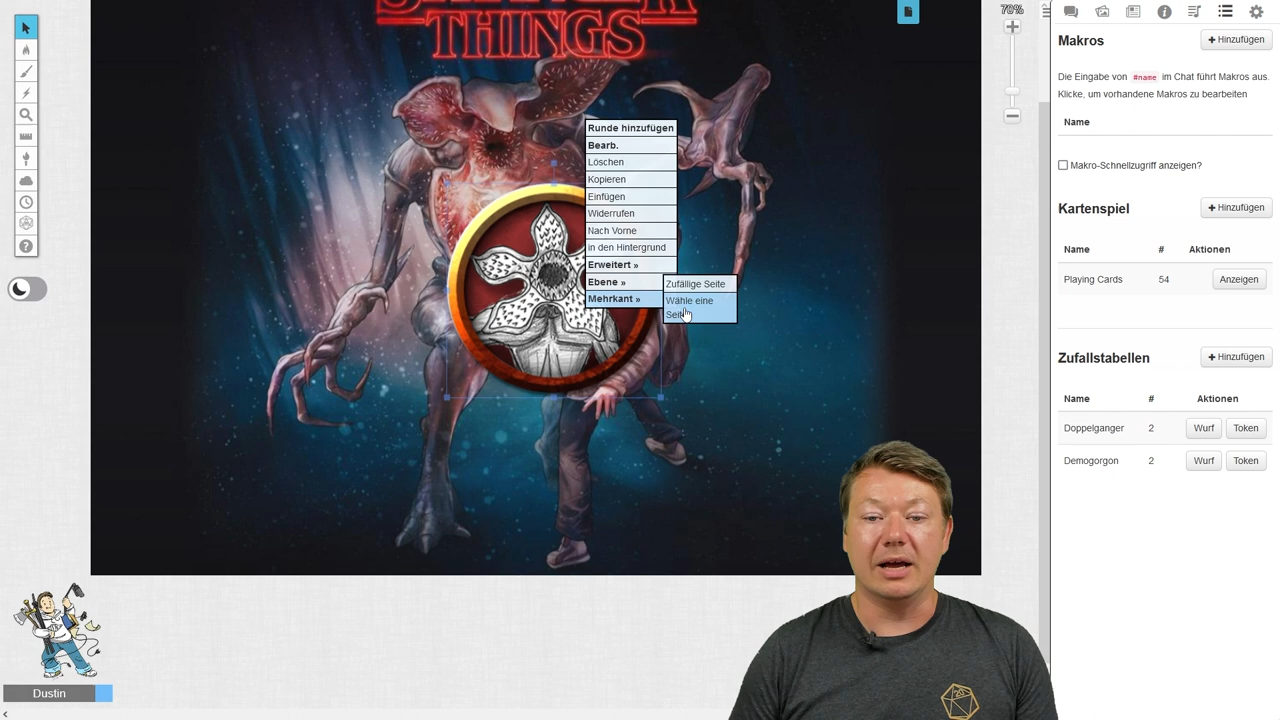 THINGS
70%
Runde hinzufügen
Bearb.
Löschen
Kopieren
Einfügen
Widerrufen
Nach Vorne
in den Hintergrund
Erweitert »
Ebene »
Mehrkant »
Zufällige Seite
Wähle eine
Makros
+ Hinzufügen
Die Eingabe von #name im Chat führt Makros aus.
Klicke, um vorhandene Makros zu bearbeiten
Name
Makro-Schnellzugriff anzeigen?
Kartenspiel
+ Hinzufügen
Name # Aktionen
Playing Cards 54 Anzeigen
Zufallstabellen
+ Hinzufügen
Name # Aktionen
Doppelganger 2 Wurf Token
Demogorgon 2 Wurf Token
Dustin
20